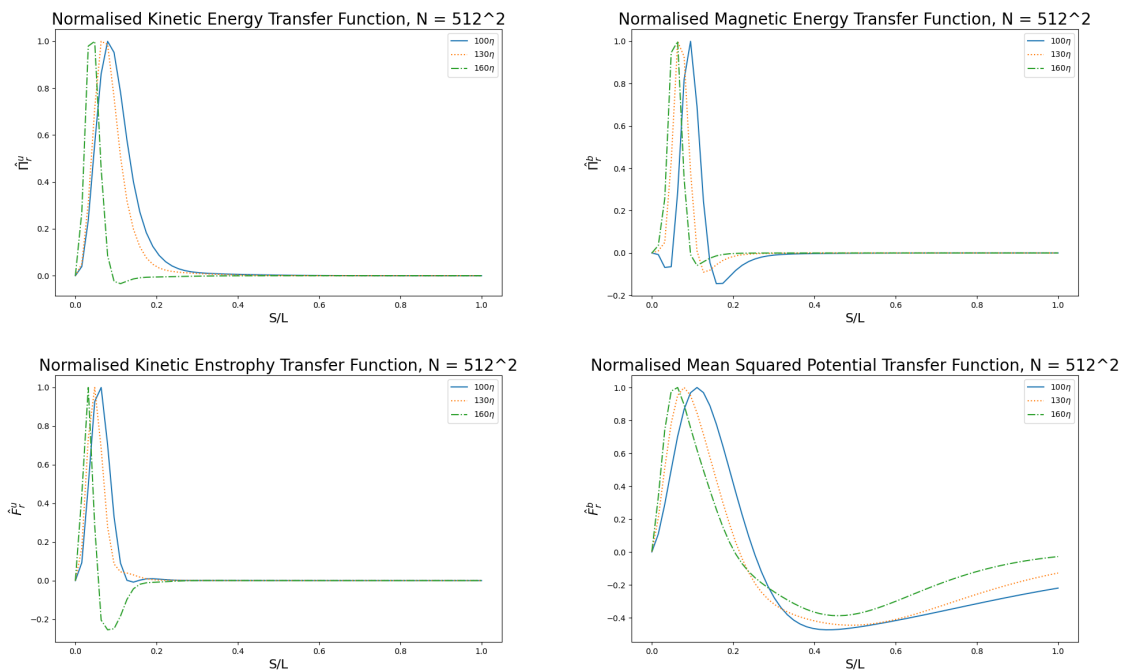 Normalised Kinetic Energy Transfer Function, N = 512^2
1.0
0.8
0.6
0.4
0.2
0.0
0.0 0.2 0.4 0.6 0.8 1.0
S/L
Π̂ᵘᵣ
100η
130η
160η
Normalised Magnetic Energy Transfer Function, N = 512^2
1.0
0.8
0.6
0.4
0.2
0.0
−0.2
0.0 0.2 0.4 0.6 0.8 1.0
S/L
Π̂ᵇᵣ
100η
130η
160η
Normalised Kinetic Enstrophy Transfer Function, N = 512^2
1.0
0.8
0.6
0.4
0.2
0.0
−0.2
0.0 0.2 0.4 0.6 0.8 1.0
S/L
F̂ᵘᵣ
100η
130η
160η
Normalised Mean Squared Potential Transfer Function, N = 512^2
1.0
0.8
0.6
0.4
0.2
0.0
−0.2
−0.4
0.0 0.2 0.4 0.6 0.8 1.0
S/L
F̂ᵇᵣ
100η
130η
160η